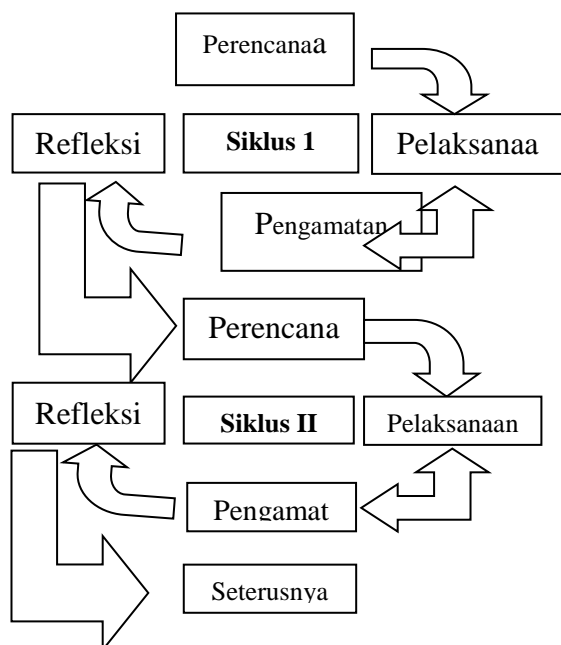 Perencanaa
Refleksi
Siklus 1
Pelaksanaa
Pengamatan
Perencana
Refleksi
Siklus II
Pelaksanaan
Pengamat
Seterusnya